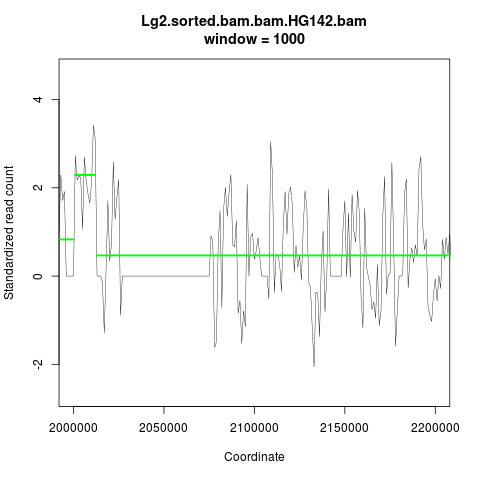 Lg2.sorted.bam.bam.HG142.bam
window = 1000
Standardized read count
4
2
0
-2
2000000 2050000 2100000 2150000 2200000
Coordinate